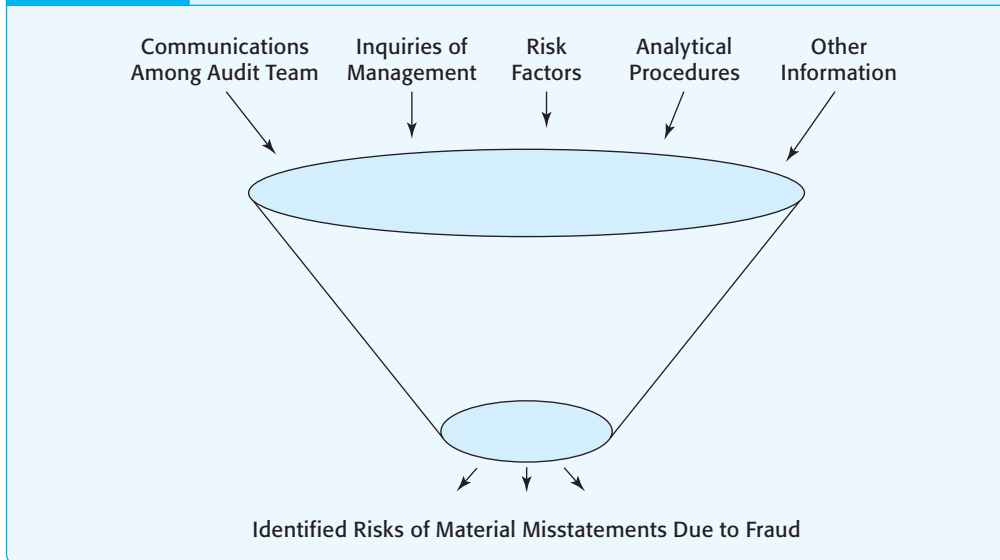 Communications
Among Audit Team
Inquiries of
Management
Risk
Factors
Analytical
Procedures
Other
Information
Identified Risks of Material Misstatements Due to Fraud